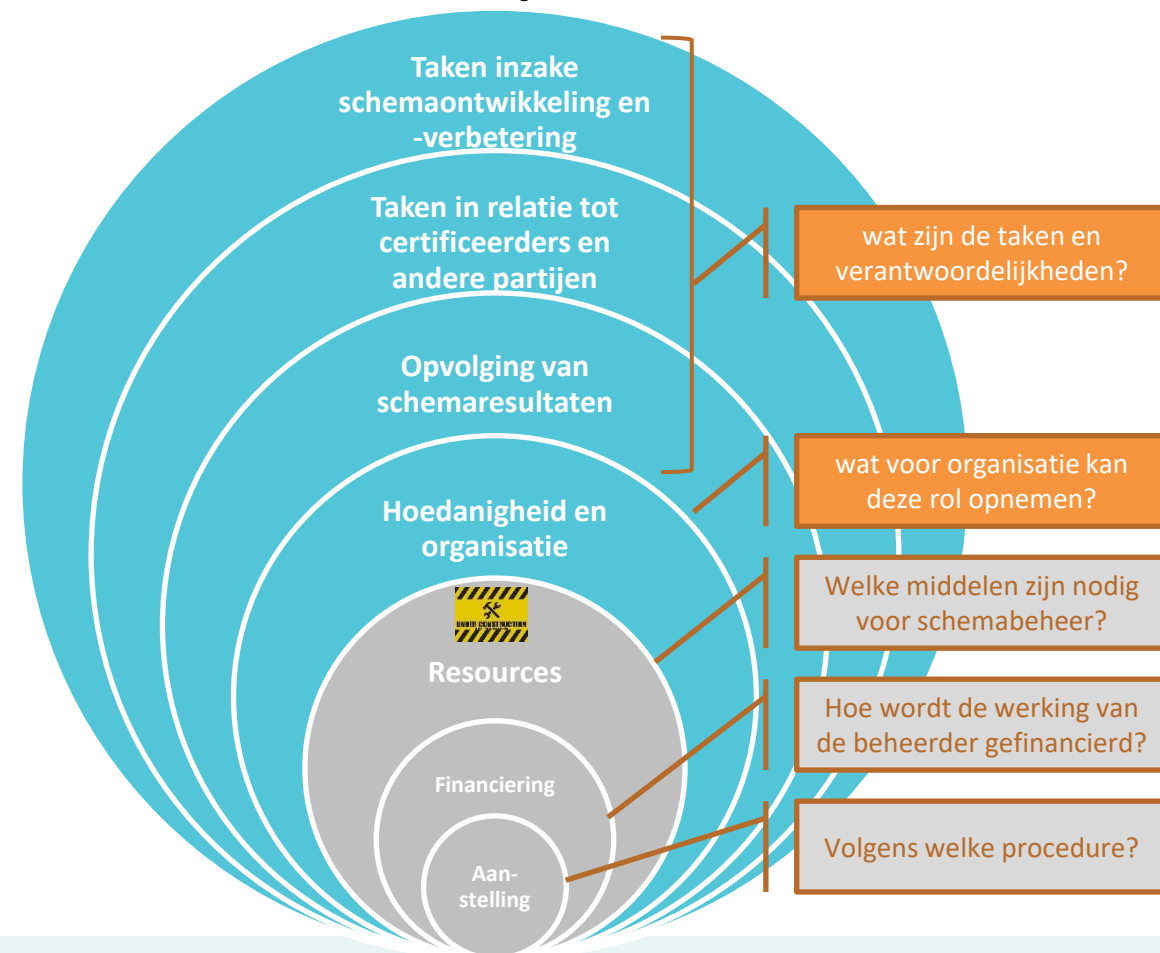 Taken inzake
schemaontwikkeling en
-verbetering
Taken in relatie tot
certificeerders en
andere partijen
wat zijn de taken en
verantwoordelijkheden?
Opvolging van
schemaresultaten
wat voor organisatie kan
deze rol opnemen?
Hoedanigheid en
organisatie
Welke middelen zijn nodig
voor schemabeheer?
UNDER CONSTRUCTION
Resources
Hoe wordt de werking van
de beheerder gefinancierd?
Financiering
Volgens welke procedure?
Aan-
stelling